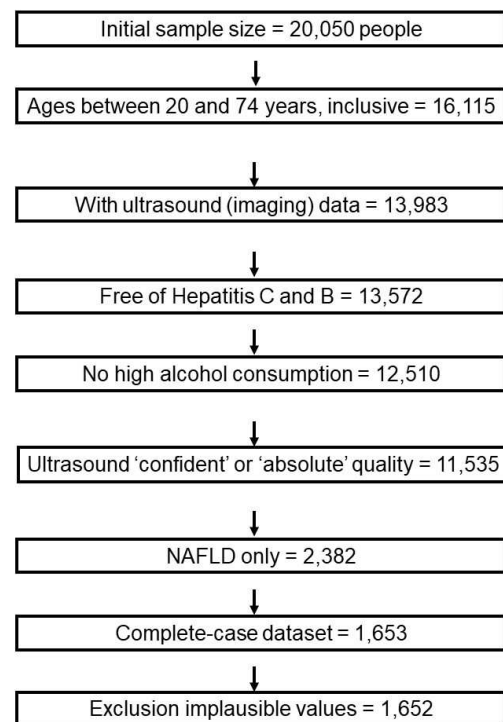 Initial sample size = 20,050 people
Ages between 20 and 74 years, inclusive = 16,115
With ultrasound (imaging) data = 13,983
Free of Hepatitis C and B = 13,572
No high alcohol consumption = 12,510
Ultrasound ‘confident’ or ‘absolute’ quality = 11,535
NAFLD only = 2,382
Complete-case dataset = 1,653
Exclusion implausible values = 1,652